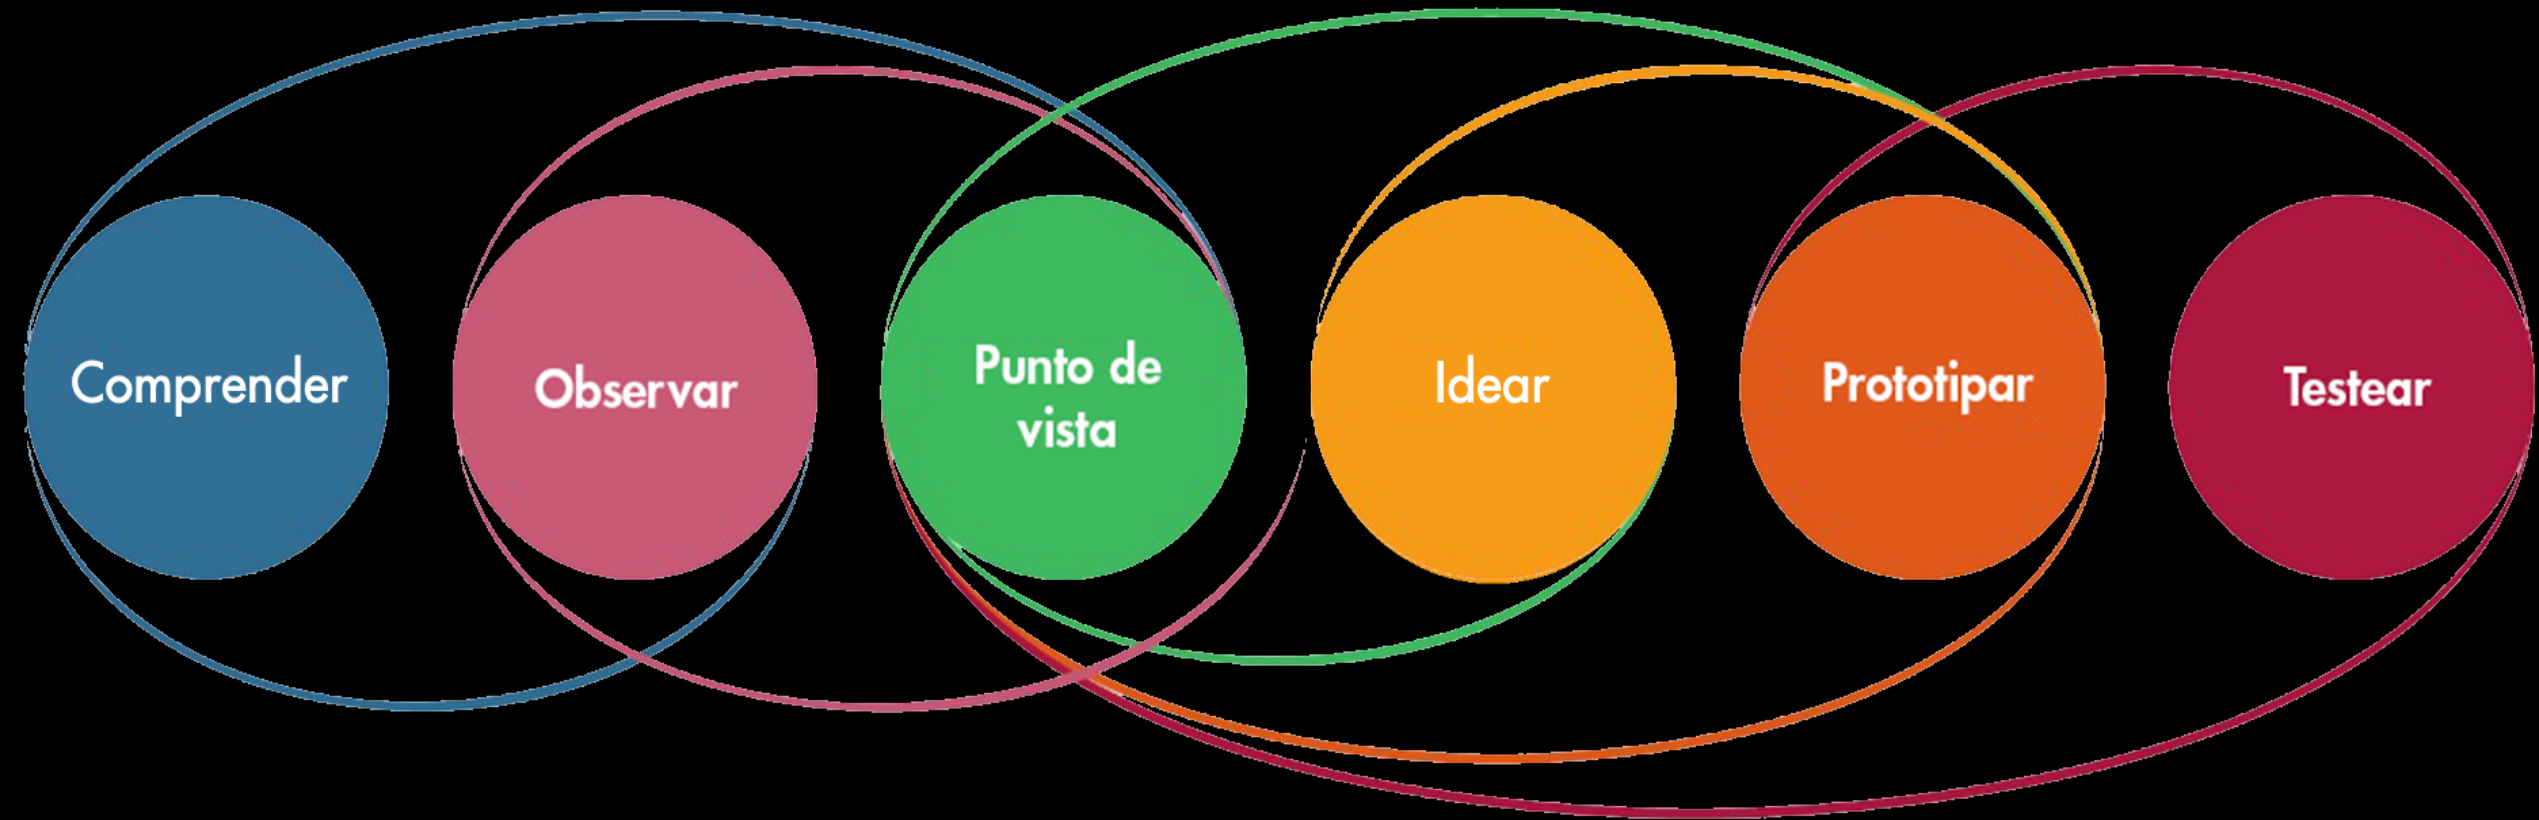 Comprender
Observar
Punto de
vista
Idear
Prototipar
Testear